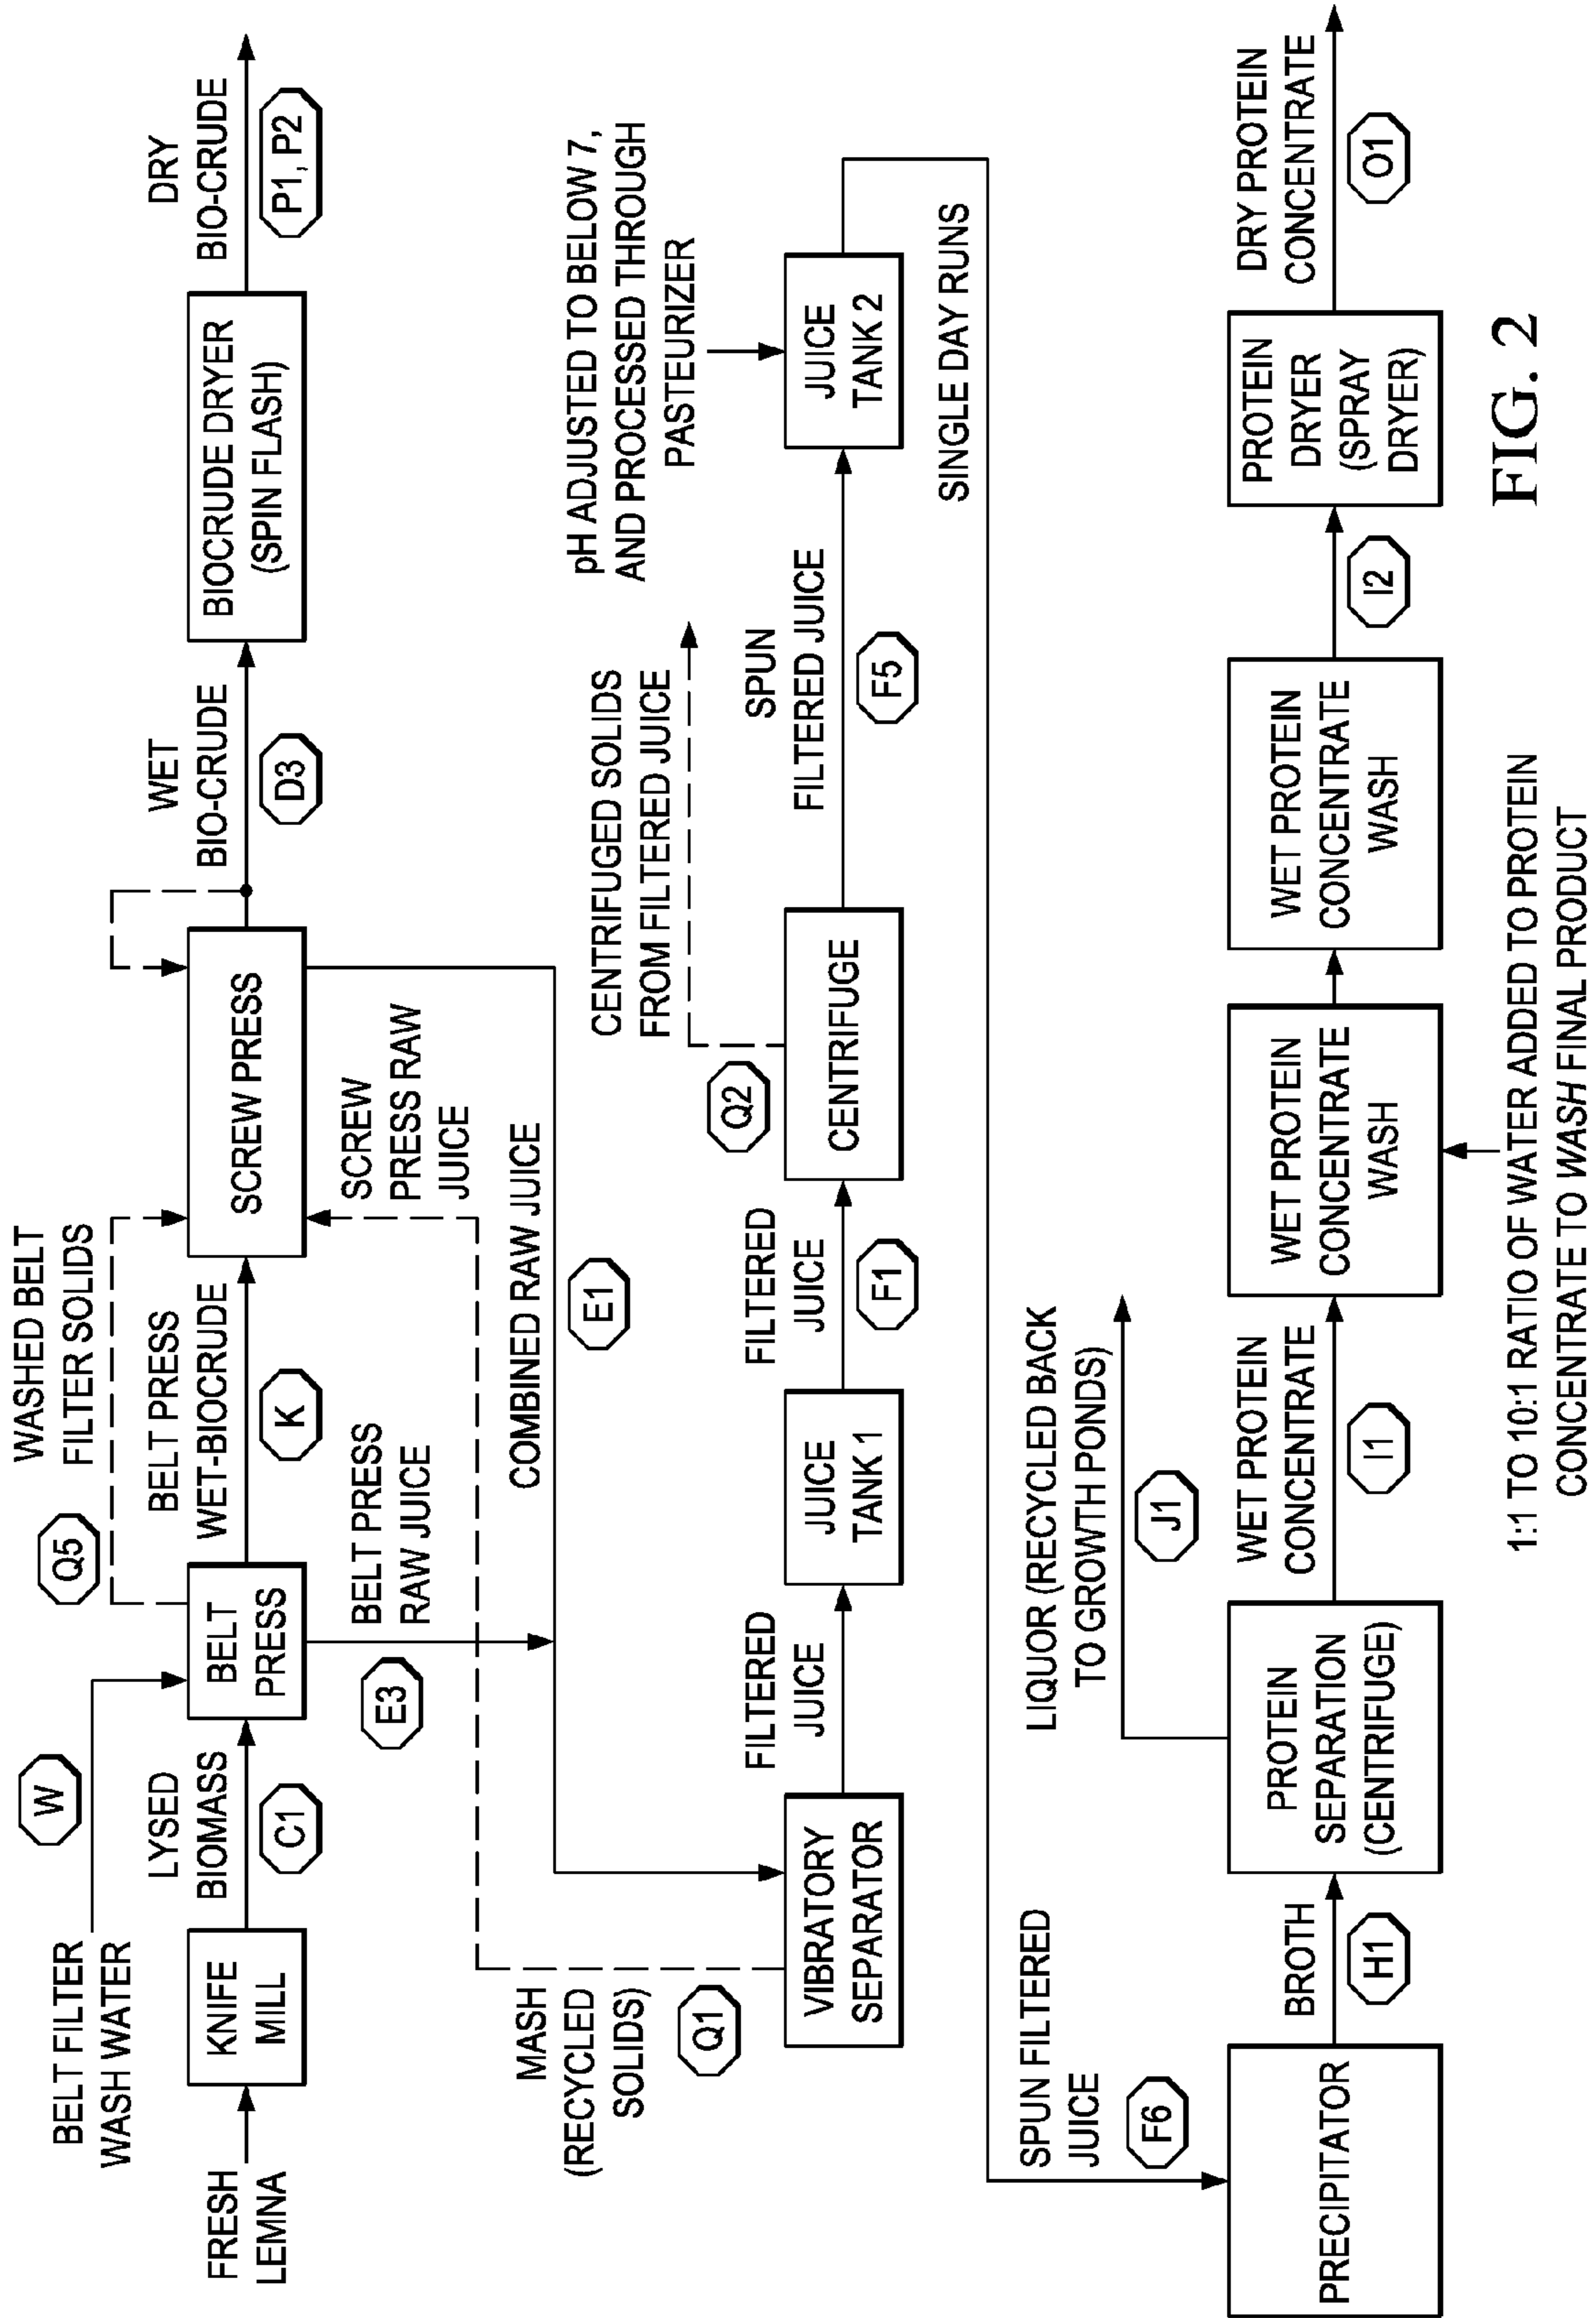 BELT FILTER
WASH WATER
W
FRESH
LEMNA
KNIFE
MILL
LYSED
BIOMASS
C1
BELT
PRESS
Q5
WASHED BELT
FILTER SOLIDS
BELT PRESS
WET-BIOCRUDE
K
SCREW PRESS
WET
BIO-CRUDE
D3
BIOCRUDE DRYER
(SPIN FLASH)
DRY
BIO-CRUDE
P1, P2
E3
BELT PRESS
RAW JUICE
SCREW
PRESS RAW
JUICE
COMBINED RAW JUICE
E1
MASH
(RECYCLED
SOLIDS)
Q1
VIBRATORY
SEPARATOR
FILTERED
JUICE
JUICE
TANK 1
FILTERED
JUICE
F1
CENTRIFUGE
Q2
CENTRIFUGED SOLIDS
FROM FILTERED JUICE
SPUN
FILTERED JUICE
F5
pH ADJUSTED TO BELOW 7,
AND PROCESSED THROUGH
PASTEURIZER
JUICE
TANK 2
SINGLE DAY RUNS
SPUN FILTERED
JUICE
F6
PRECIPITATOR
BROTH
H1
PROTEIN
SEPARATION
(CENTRIFUGE)
LIQUOR (RECYCLED BACK
TO GROWTH PONDS)
J1
WET PROTEIN
CONCENTRATE
I1
WET PROTEIN
CONCENTRATE
WASH
1:1 TO 10:1 RATIO OF WATER ADDED TO PROTEIN
CONCENTRATE TO WASH FINAL PRODUCT
WET PROTEIN
CONCENTRATE
WASH
I2
PROTEIN
DRYER
(SPRAY
DRYER)
DRY PROTEIN
CONCENTRATE
O1
FIG. 2